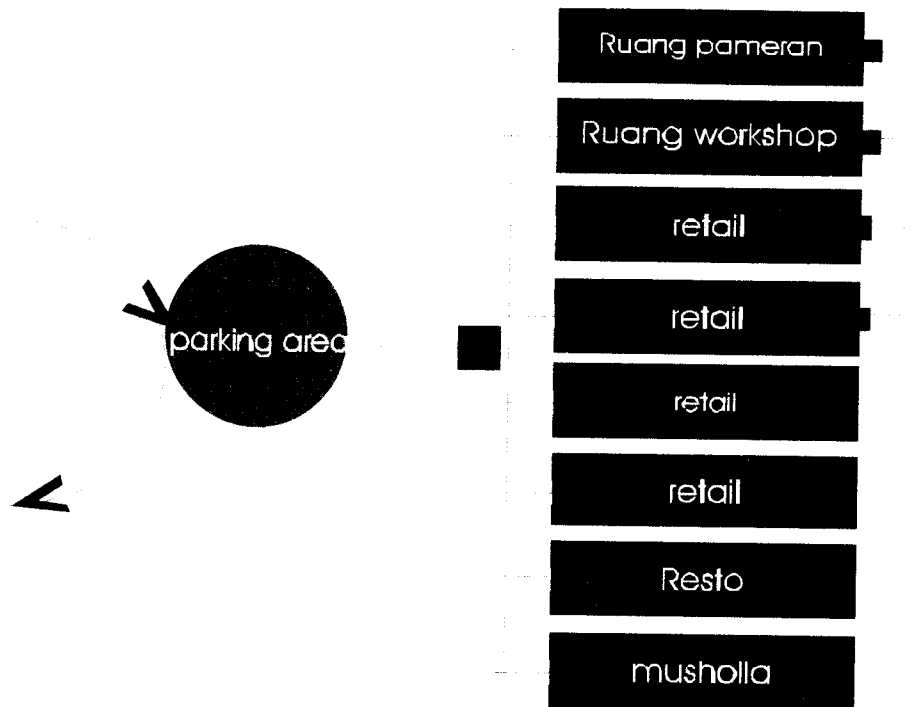 Ruang pameran
Ruang workshop
retail
parking area
retail
retail
retail
Resto
musholla